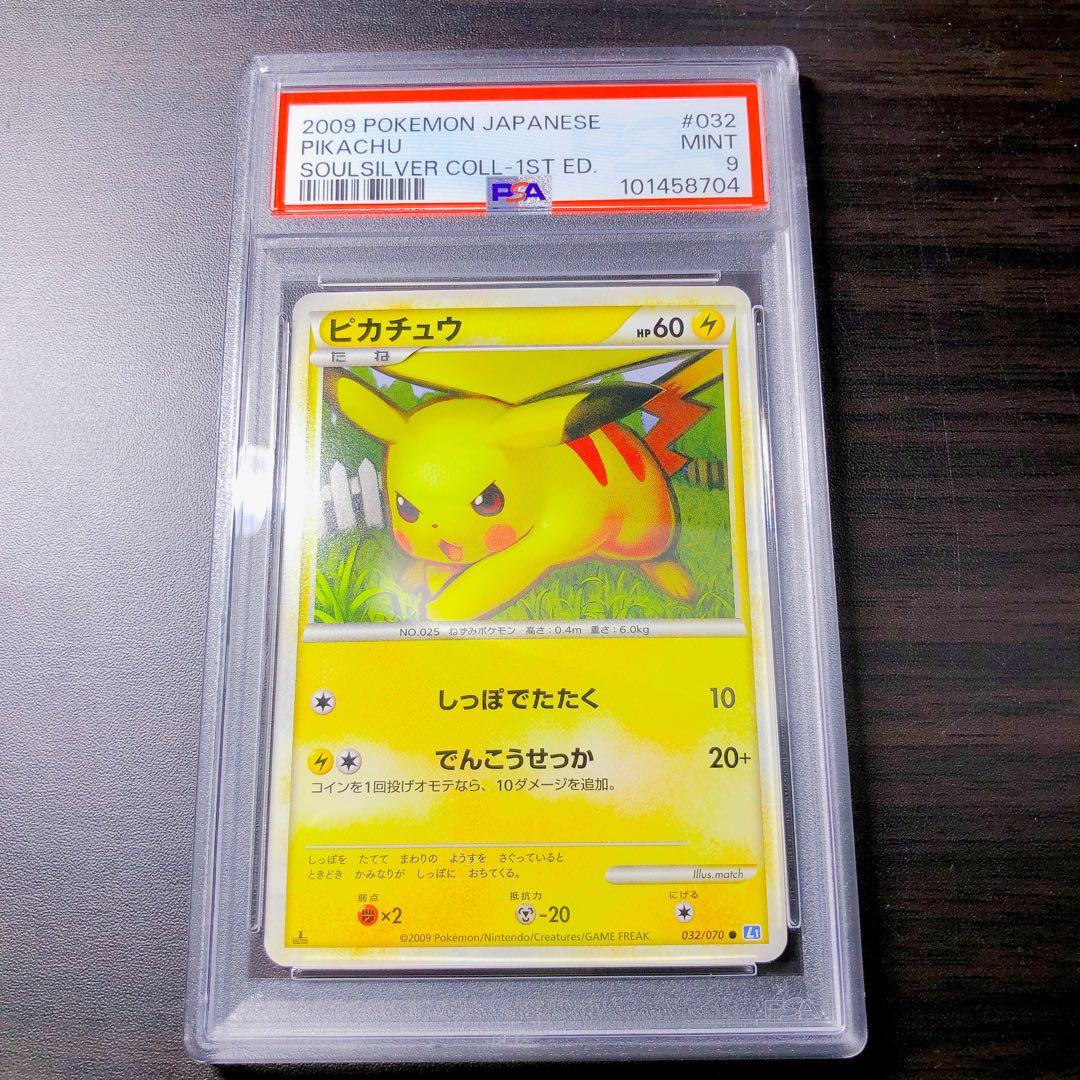 2009 POKEMON JAPANESE #032
PIKACHU MINT
SOULSILVER COLL-1ST ED. 9
PSA 101458704
ピカチュウ HP60
たね
NO.025 ねずみポケモン 高さ:0.4m 重さ:6.0kg
しっぽでたたく 10
でんこうせっか 20+
コインを1回投げオモテなら、10ダメージを追加。
しっぽを たてて まわりの ようすを さぐっていると
ときどき かみなりが しっぽに おちてくる。
Illus.match
弱点 抵抗力 にげる
×2 -20
©2009 Pokémon/Nintendo/Creatures/GAME FREAK.
032/070 ● L1
PSA